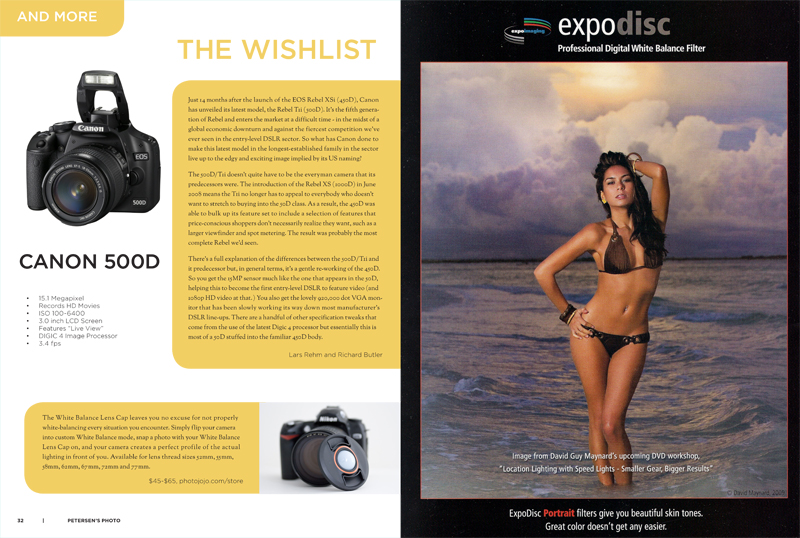 AND MORE
THE WISHLIST
Canon
EOS
500D
CANON 500D
• 15.1 Megapixel
• Records HD Movies
• ISO 100-6400
• 3.0 inch LCD Screen
• Features "Live View"
• DIGIC 4 Image Processor
• 3.4 fps
Just 14 months after the launch of the EOS Rebel XSi (450D), Canon
has unveiled its latest model, the Rebel T1i (500D). It's the fifth genera-
tion of Rebel and enters the market at a difficult time - in the midst of a
global economic downturn and against the fiercest competition we've
ever seen in the entry-level DSLR sector. So what has Canon done to
make this latest model in the longest-established family in the sector
live up to the edgy and exciting image implied by its US naming?
The 500D/T1i doesn't quite have to be the everyman camera that its
predecessors were. The introduction of the Rebel XS (1000D) in June
2008 means the T1i no longer has to appeal to everybody who doesn't
want to stretch to buying into the 50D class. As a result, the 450D was
able to bulk up its feature set to include a selection of features that
price-conscious shoppers don't necessarily realize they want, such as a
larger viewfinder and spot metering. The result was probably the most
complete Rebel we'd seen.
There's a full explanation of the differences between the 500D/T1i and
it predecessor but, in general terms, it's a gentle re-working of the 450D.
So you get the 15MP sensor much like the one that appears in the 50D,
helping this to become the first entry-level DSLR to feature video (and
1080p HD video at that.) You also get the lovely 920,000 dot VGA mon-
itor that has been slowly working its way down most manufacturer's
DSLR line-ups. There are a handful of other specification tweaks that
come from the use of the latest Digic 4 processor but essentially this is
most of a 50D stuffed into the familiar 450D body.
Lars Rehm and Richard Butler
The White Balance Lens Cap leaves you no excuse for not properly
white-balancing every situation you encounter. Simply flip your camera
into custom White Balance mode, snap a photo with your White Balance
Lens Cap on, and your camera creates a perfect profile of the actual
lighting in front of you. Available for lens thread sizes 52mm, 55mm,
58mm, 62mm, 67mm, 72mm and 77mm.
$45-$65, photojojo.com/store
Nikon
32 | PETERSEN'S PHOTO
expoimaging
expodisc
Professional Digital White Balance Filter
Image from David Guy Maynard's upcoming DVD workshop,
"Location Lighting with Speed Lights - Smaller Gear, Bigger Results"
© David Maynard, 2009
ExpoDisc Portrait filters give you beautiful skin tones.
Great color doesn't get any easier.